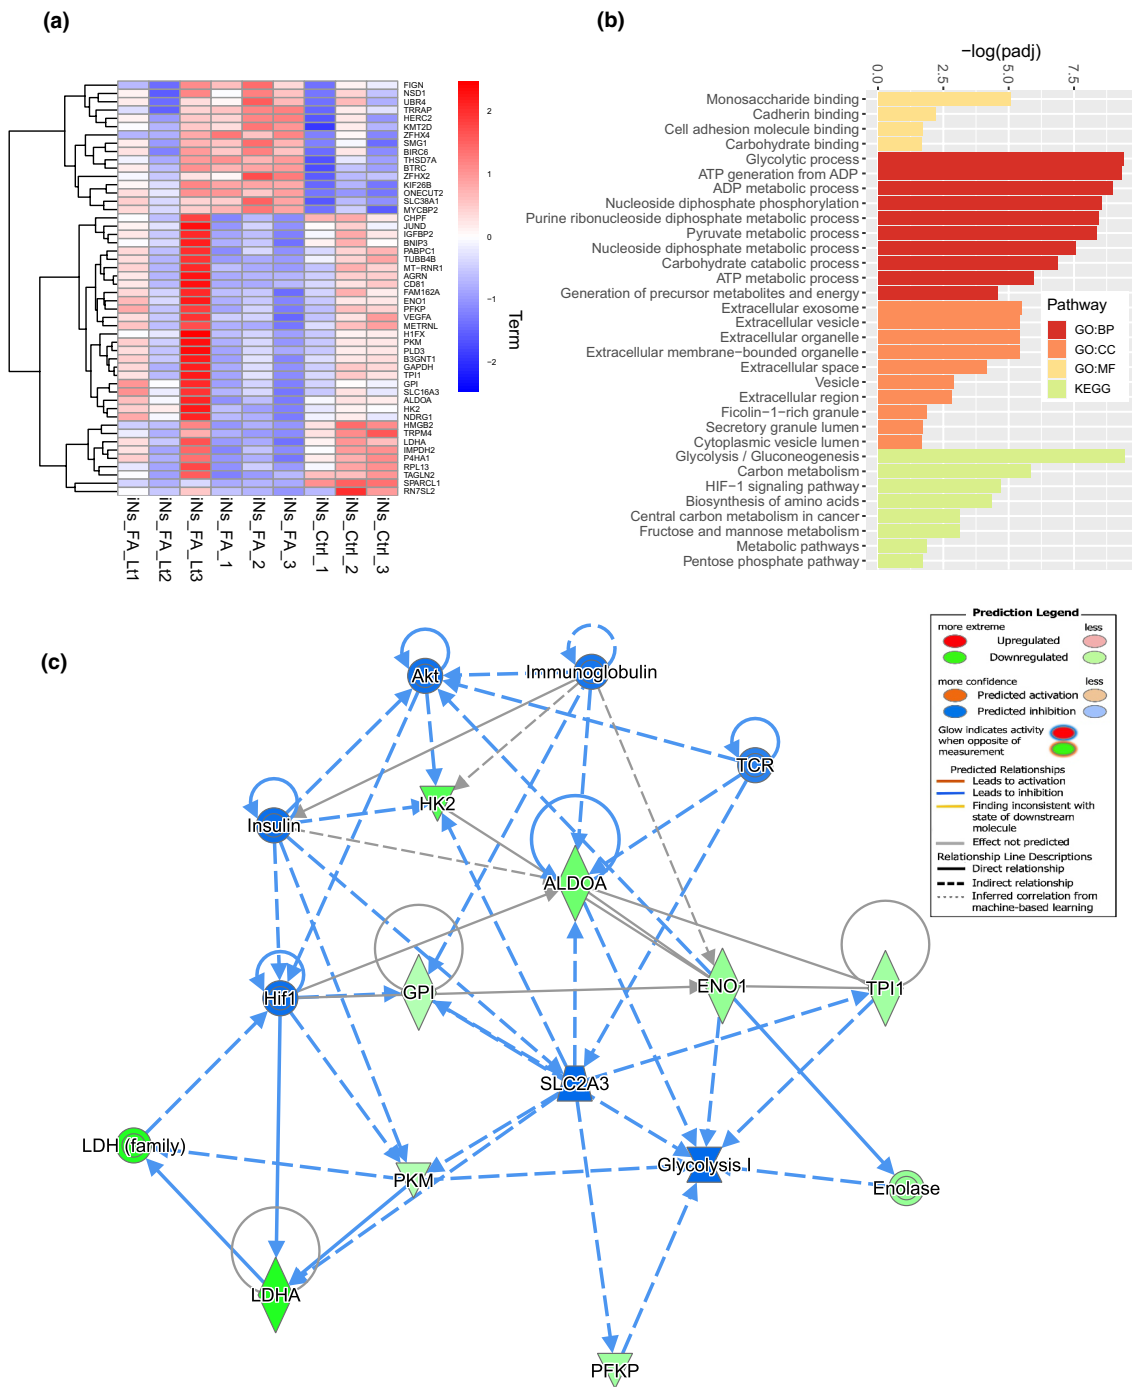 (a)
FIGN
NSD1
UBR4
TRRAP
HERC2
KMT2D
ZFHX4
SMG1
BIRC6
THSD7A
BTRC
ZFHX2
KIF26B
ONECUT2
SLC38A1
MYCBP2
CHPF
JUND
IGFBP2
BNIP3
PABPC1
TUBB4B
MT−RNR1
AGRN
CD81
FAM162A
ENO1
PFKP
VEGFA
METRNL
H1FX
PKM
PLD3
B3GNT1
GAPDH
TPI1
GPI
SLC16A3
ALDOA
HK2
NDRG1
HMGB2
TRPM4
LDHA
IMPDH2
P4HA1
RPL13
TAGLN2
SPARCL1
RN7SL2
2
1
0
−1
−2
iNs_FA_Lt1
iNs_FA_Lt2
iNs_FA_Lt3
iNs_FA_1
iNs_FA_2
iNs_FA_3
iNs_Ctrl_1
iNs_Ctrl_2
iNs_Ctrl_3
(b)
−log(padj)
0.0
2.5
5.0
7.5
Term
Monosaccharide binding
Cadherin binding
Cell adhesion molecule binding
Carbohydrate binding
Glycolytic process
ATP generation from ADP
ADP metabolic process
Nucleoside diphosphate phosphorylation
Purine ribonucleoside diphosphate metabolic process
Pyruvate metabolic process
Nucleoside diphosphate metabolic process
Carbohydrate catabolic process
ATP metabolic process
Generation of precursor metabolites and energy
Extracellular exosome
Extracellular vesicle
Extracellular organelle
Extracellular membrane−bounded organelle
Extracellular space
Vesicle
Extracellular region
Ficolin−1−rich granule
Secretory granule lumen
Cytoplasmic vesicle lumen
Glycolysis / Gluconeogenesis
Carbon metabolism
HIF−1 signaling pathway
Biosynthesis of amino acids
Central carbon metabolism in cancer
Fructose and mannose metabolism
Metabolic pathways
Pentose phosphate pathway
Pathway
GO:BP
GO:CC
GO:MF
KEGG
(c)
Akt
Immunoglobulin
TCR
HK2
Insulin
ALDOA
Hif1
GPI
ENO1
TPI1
SLC2A3
LDH (family)
PKM
Glycolysis I
Enolase
LDHA
PFKP
Prediction Legend
more extreme less
Upregulated
Downregulated
more confidence less
Predicted activation
Predicted inhibition
Glow indicates activity
when opposite of
measurement
Predicted Relationships
Leads to activation
Leads to inhibition
Finding inconsistent with
state of downstream
molecule
Effect not predicted
Relationship Line Descriptions
Direct relationship
Indirect relationship
Inferred correlation from
machine-based learning